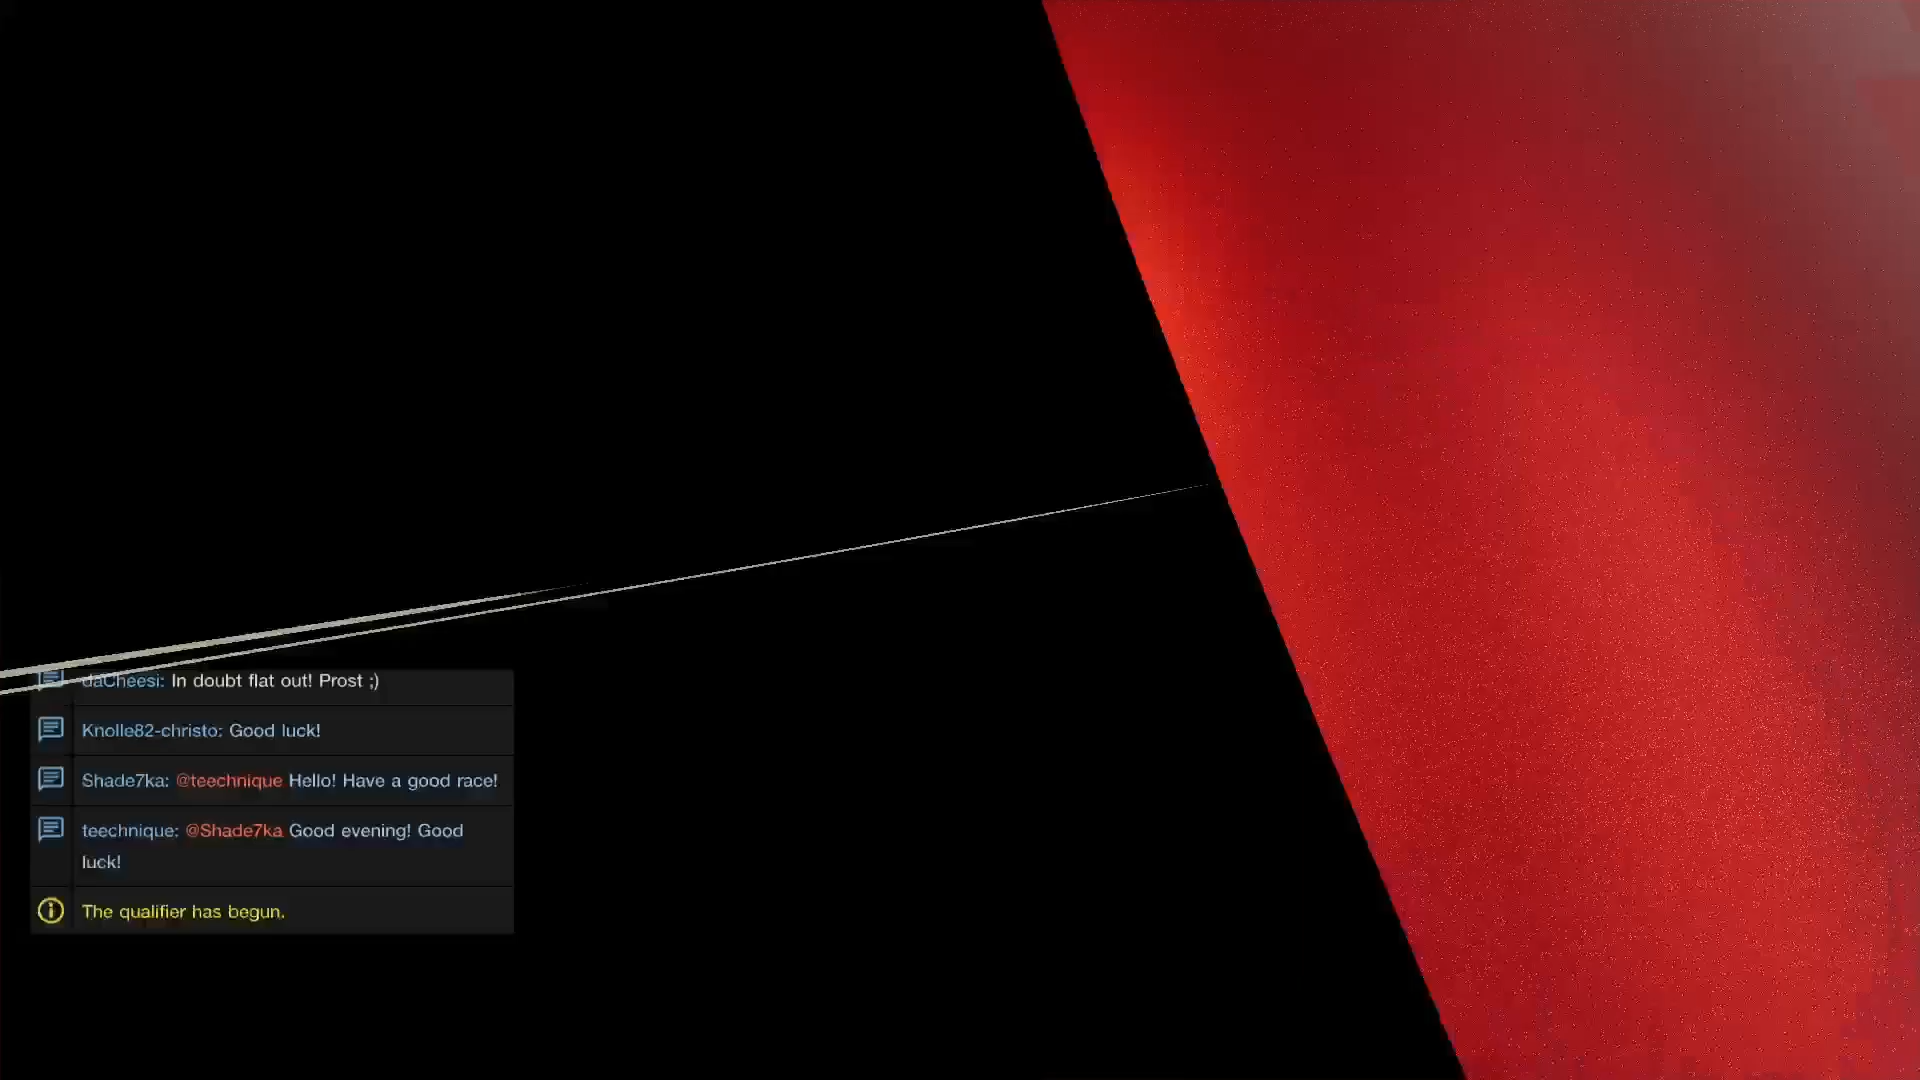 daCheesi: In doubt flat out! Prost ;)
Knolle82-christo: Good luck!
Shade7ka: @teechnique Hello! Have a good race!
teechnique: @Shade7ka Good evening! Good
luck!
The qualifier has begun.